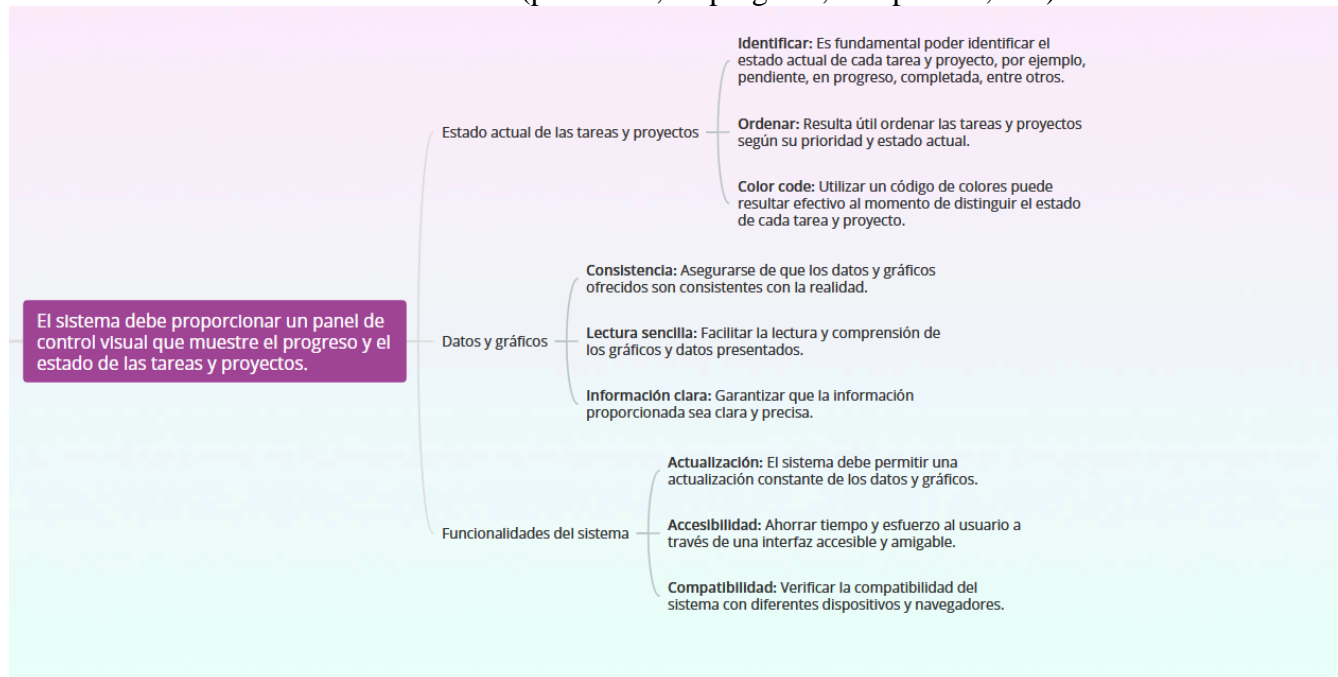 El sistema debe proporcionar un panel de
control visual que muestre el progreso y el
estado de las tareas y proyectos.
Estado actual de las tareas y proyectos
Identificar: Es fundamental poder identificar el
estado actual de cada tarea y proyecto, por ejemplo,
pendiente, en progreso, completada, entre otros.
Ordenar: Resulta útil ordenar las tareas y proyectos
según su prioridad y estado actual.
Color code: Utilizar un código de colores puede
resultar efectivo al momento de distinguir el estado
de cada tarea y proyecto.
Datos y gráficos
Consistencia: Asegurarse de que los datos y gráficos
ofrecidos son consistentes con la realidad.
Lectura sencilla: Facilitar la lectura y comprensión de
los gráficos y datos presentados.
Información clara: Garantizar que la información
proporcionada sea clara y precisa.
Funcionalidades del sistema
Actualización: El sistema debe permitir una
actualización constante de los datos y gráficos.
Accesibilidad: Ahorrar tiempo y esfuerzo al usuario a
través de una interfaz accesible y amigable.
Compatibilidad: Verificar la compatibilidad del
sistema con diferentes dispositivos y navegadores.